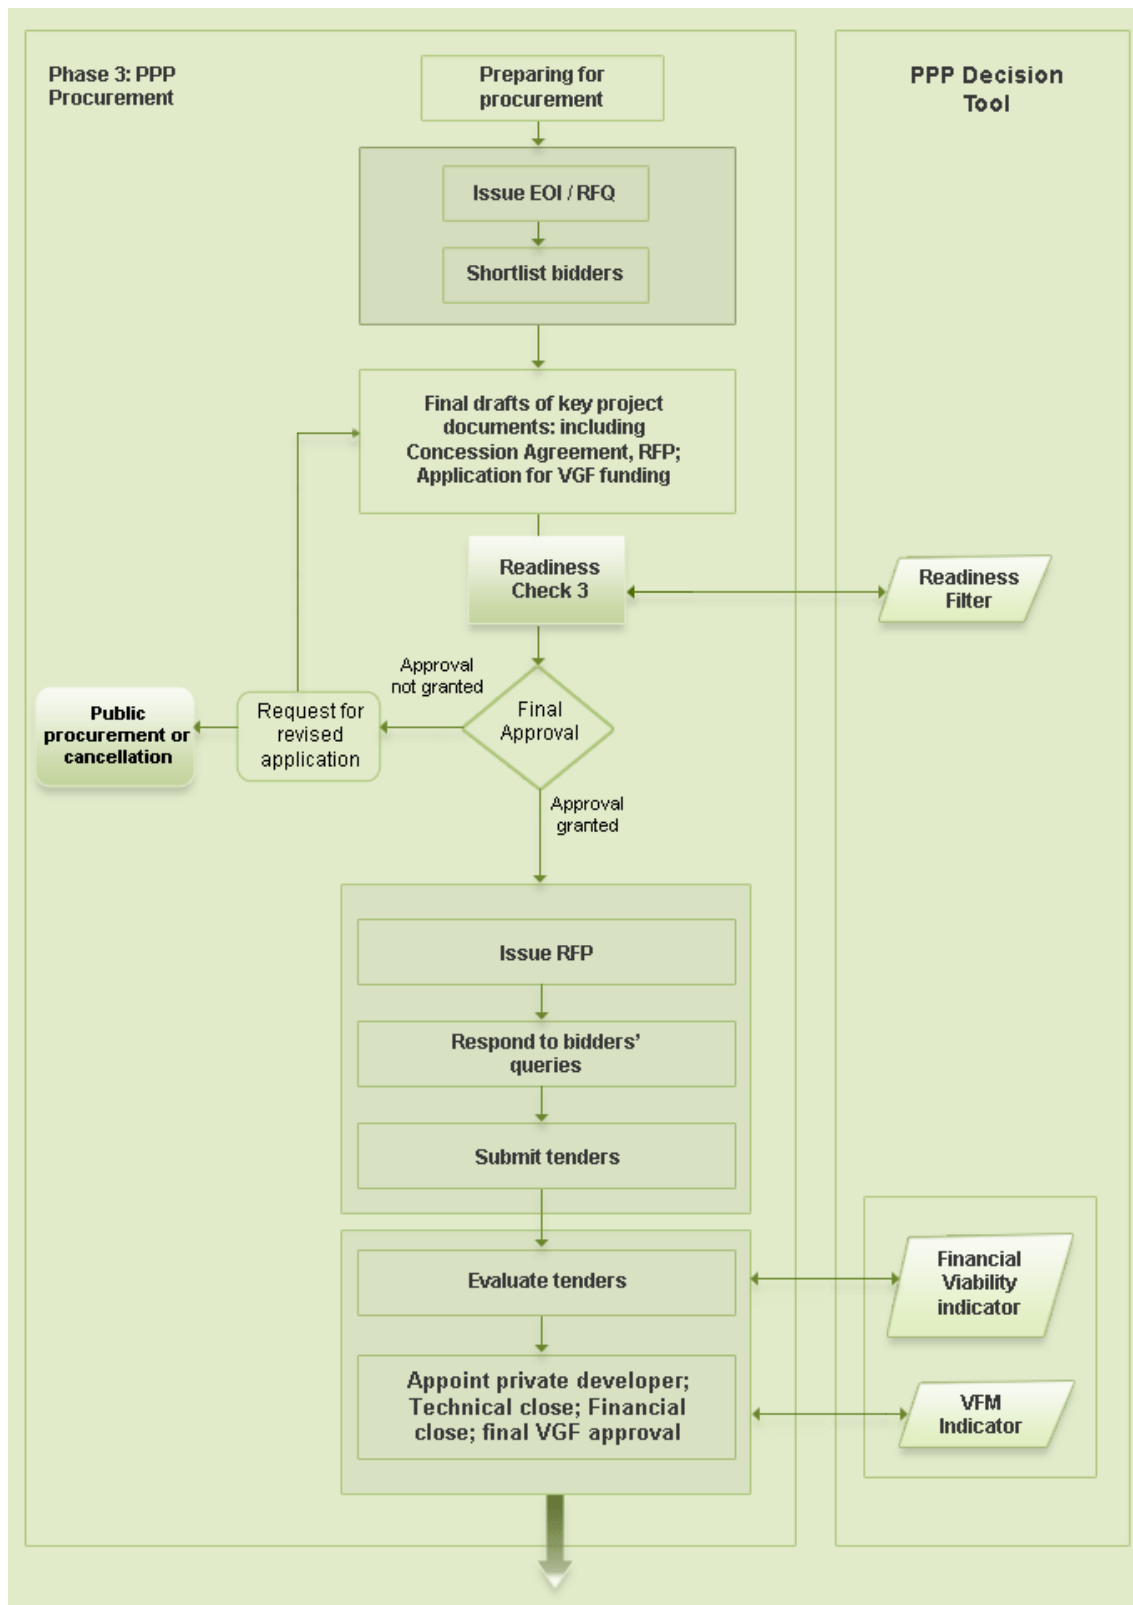 Phase 3: PPP
Procurement
Preparing for
procurement
PPP Decision
Tool
Issue EOI / RFQ
Shortlist bidders
Final drafts of key project
documents: including
Concession Agreement, RFP;
Application for VGF funding
Readiness
Check 3
Readiness
Filter
Approval
not granted
Final
Approval
Request for
revised
application
Public
procurement or
cancellation
Approval
granted
Issue RFP
Respond to bidders’
queries
Submit tenders
Evaluate tenders
Financial
Viability
indicator
Appoint private developer;
Technical close; Financial
close; final VGF approval
VFM
Indicator